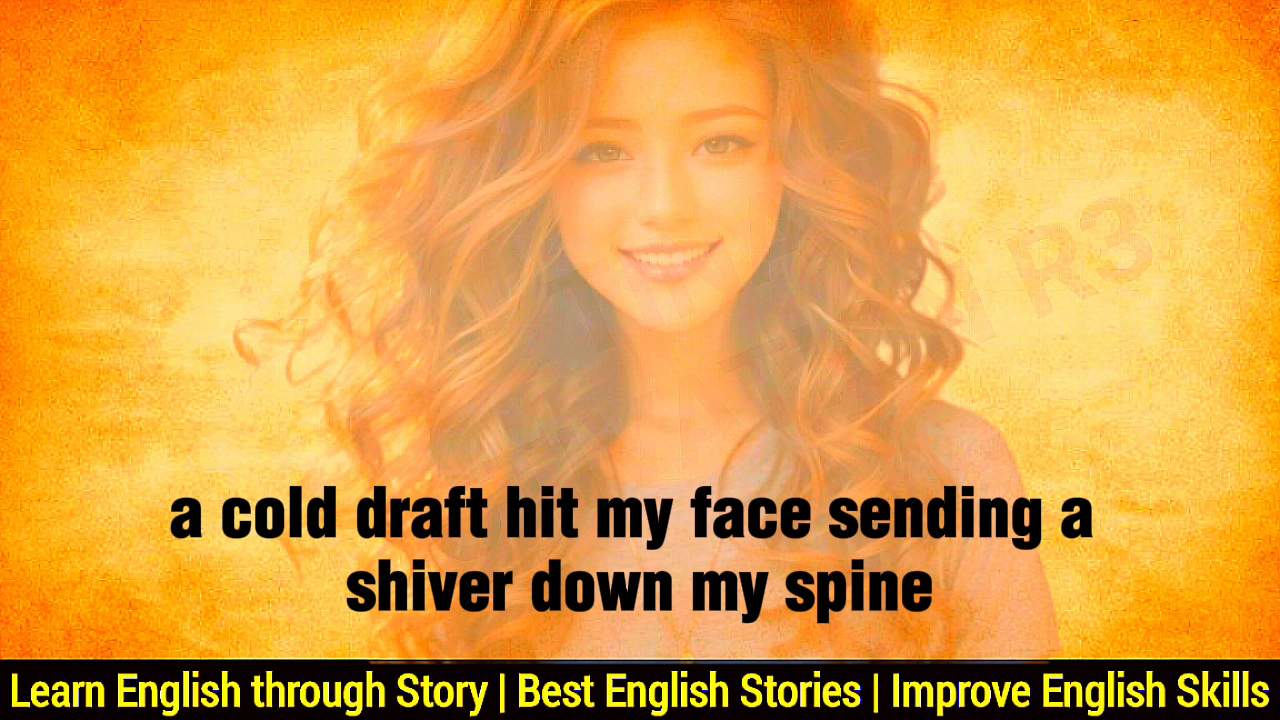 R3
a cold draft hit my face sending a
shiver down my spine
Learn English through Story | Best English Stories | Improve English Skills